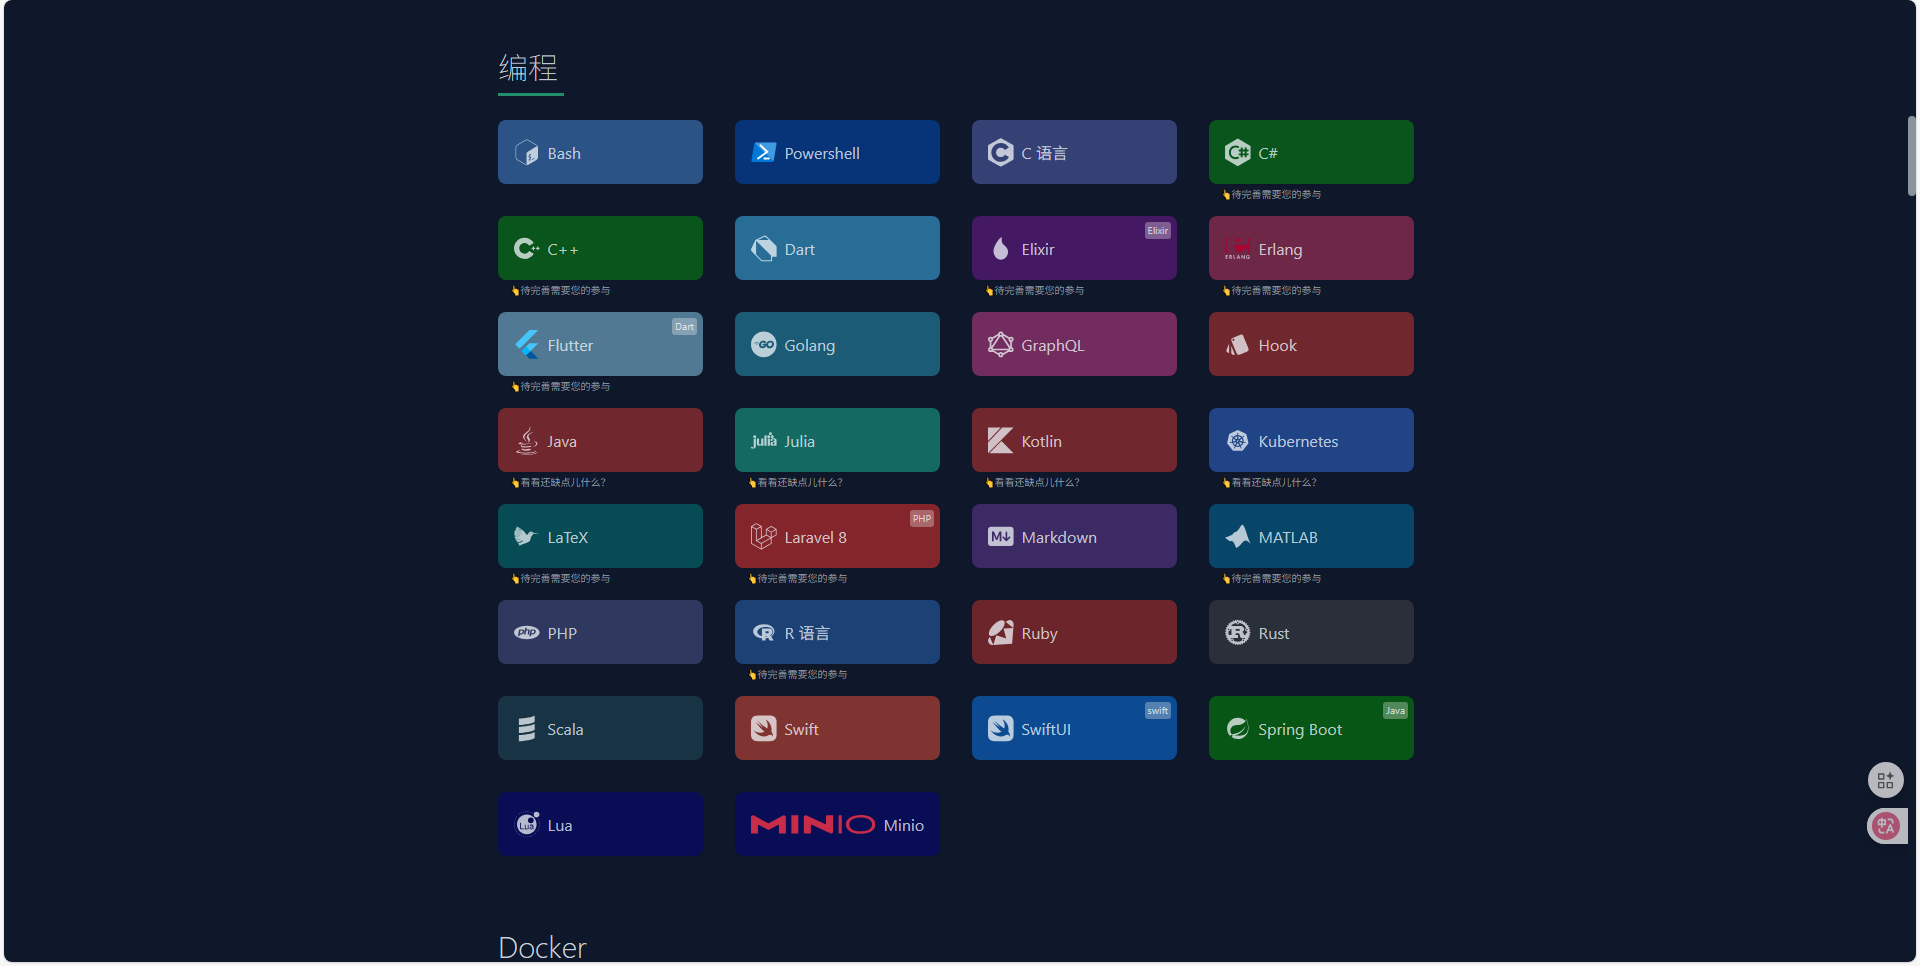 编程
Bash
Powershell
C 语言
C#
👆待完善需要您的参与
C++
Dart
Elixir
Elixir
ERLANG
Erlang
👆待完善需要您的参与
👆待完善需要您的参与
👆待完善需要您的参与
Dart
Flutter
GO
Golang
GraphQL
Hook
👆待完善需要您的参与
Java
julia
Julia
Kotlin
Kubernetes
👆看看还缺点儿什么?
👆看看还缺点儿什么?
👆看看还缺点儿什么?
👆看看还缺点儿什么?
LaTeX
PHP
Laravel 8
M
Markdown
MATLAB
👆待完善需要您的参与
👆待完善需要您的参与
👆待完善需要您的参与
php
PHP
R
R 语言
Ruby
R
Rust
👆待完善需要您的参与
Scala
Swift
swift
SwiftUI
Java
Spring Boot
Lua
Lua
MINIO
Minio
Docker
中A